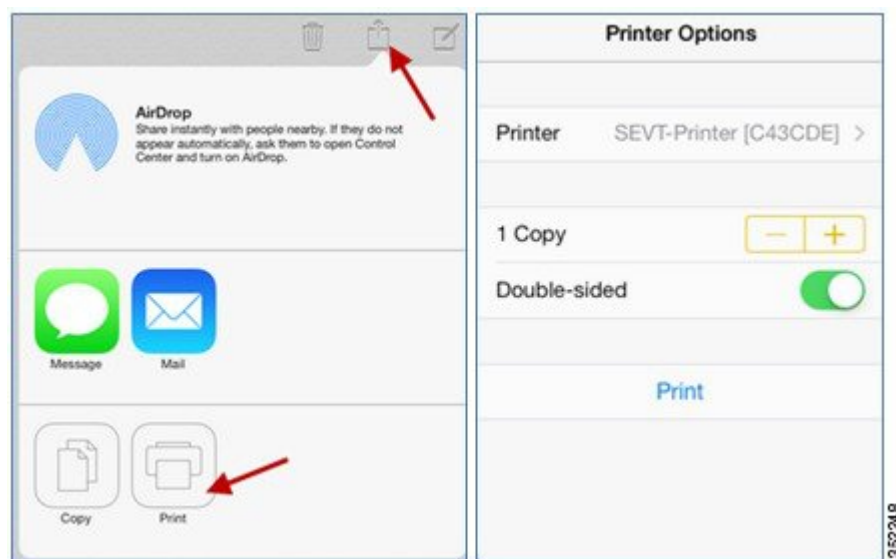 AirDrop
Share instantly with people nearby. If they do not
appear automatically, ask them to open Control
Center and turn on AirDrop.
Message
Mail
Copy
Print
Printer Options
Printer SEVT-Printer [C43CDE] >
1 Copy
Double-sided
Print